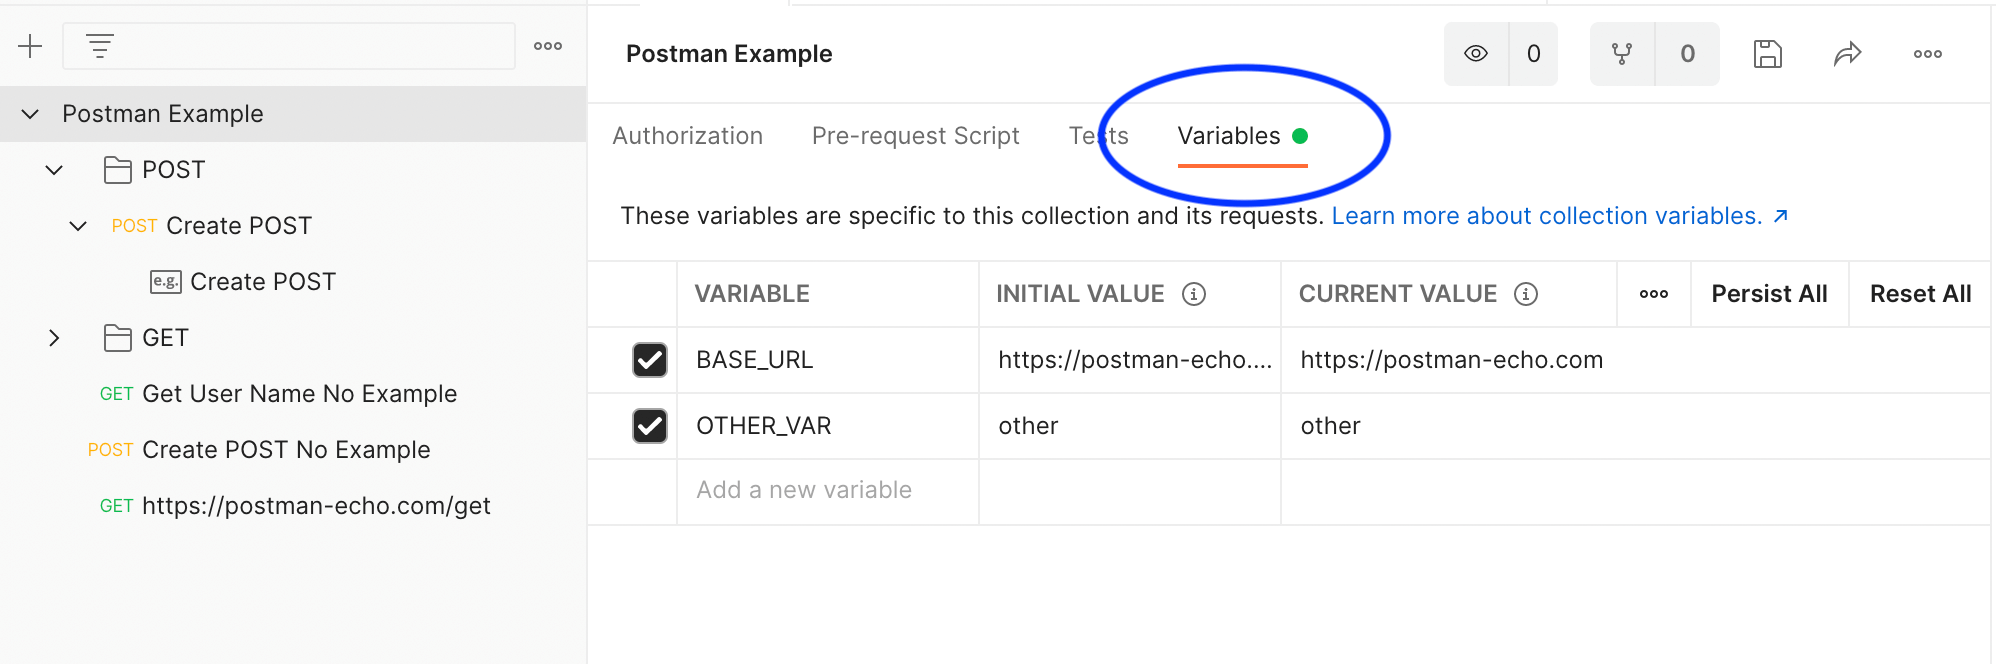 Postman Example
POST
POST Create POST
e.g. Create POST
GET
GET Get User Name No Example
POST Create POST No Example
GET https://postman-echo.com/get
Postman Example
0
0
Authorization Pre-request Script Tests Variables
These variables are specific to this collection and its requests. Learn more about collection variables. ↗
VARIABLE INITIAL VALUE CURRENT VALUE Persist All Reset All
BASE_URL https://postman-echo.... https://postman-echo.com
OTHER_VAR other other
Add a new variable